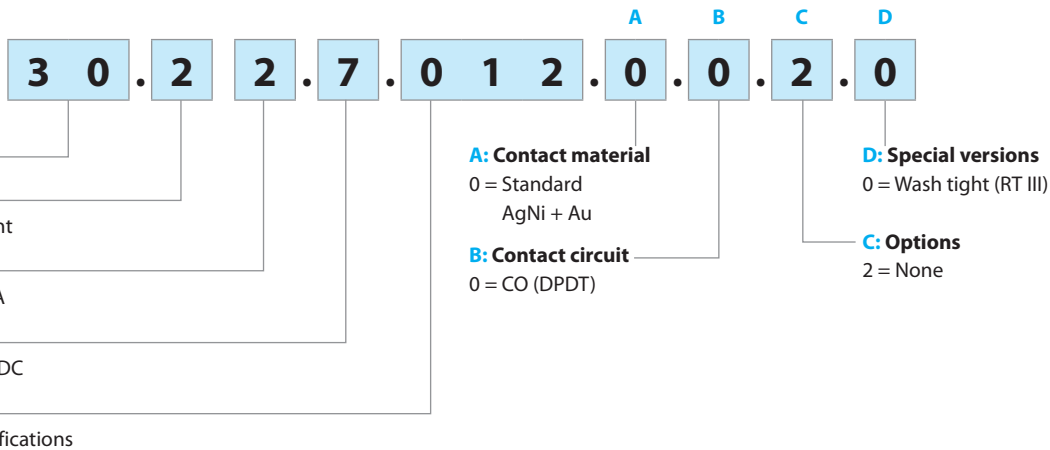 A B C D
3 0 . 2 2 . 7 . 0 1 2 . 0 . 0 . 2 . 0
A: Contact material
0 = Standard
AgNi + Au
B: Contact circuit
0 = CO (DPDT)
D: Special versions
0 = Wash tight (RT III)
C: Options
2 = None
DC